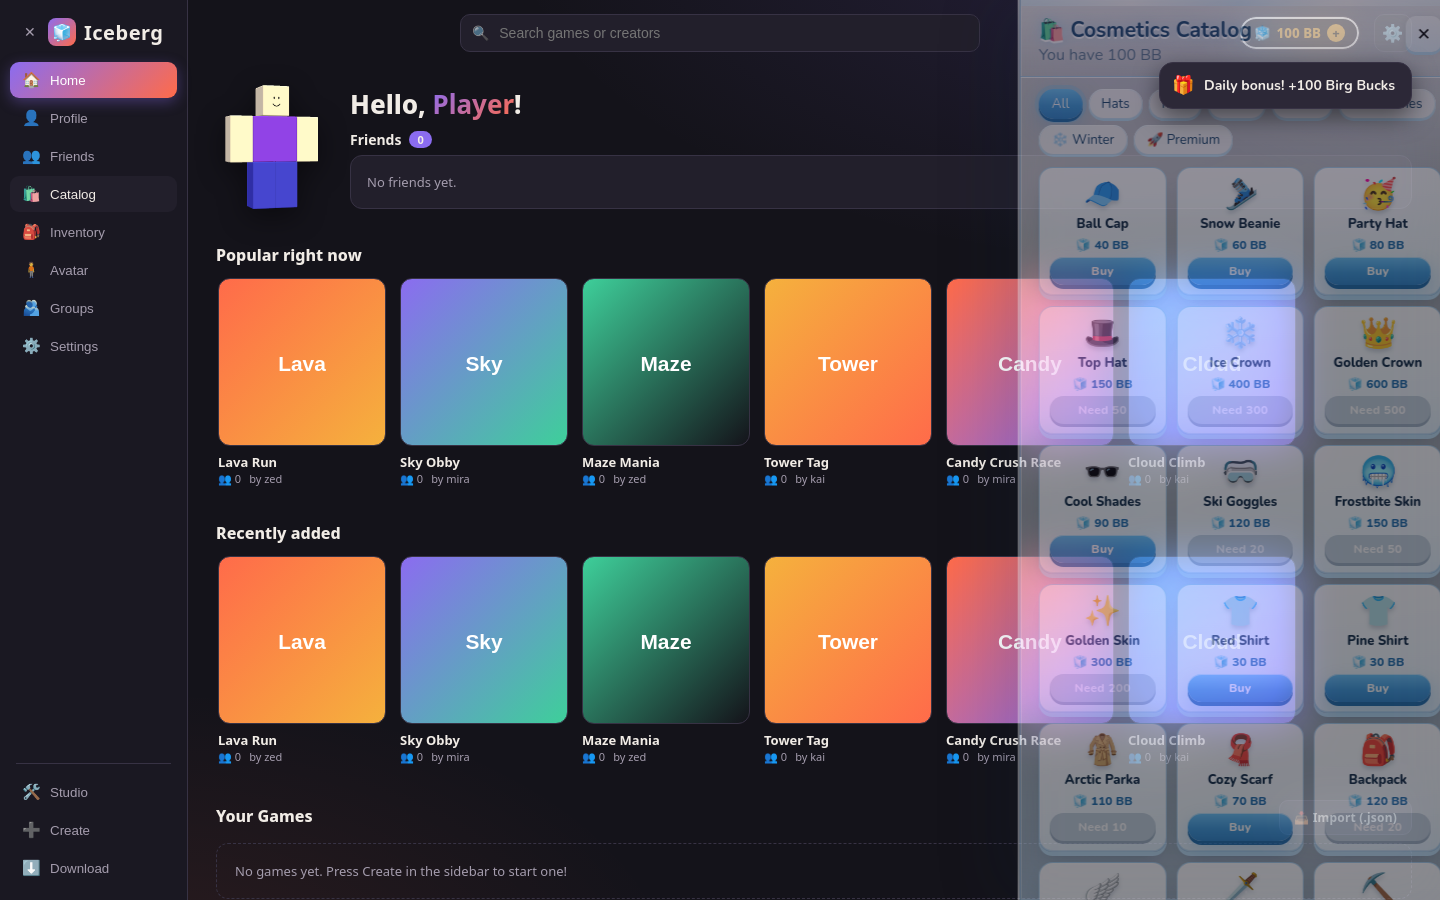 ✕ Iceberg
Home
Profile
Friends
Catalog
Inventory
Avatar
Groups
Settings
Studio
Create
Download
Search games or creators
Hello, Player!
Friends 0
No friends yet.
Popular right now
Lava
Sky
Maze
Tower
Candy
Cloud
Lava Run
0 by zed
Sky Obby
0 by mira
Maze Mania
0 by zed
Tower Tag
0 by kai
Candy Crush Race
0 by mira
Cloud Climb
0 by kai
Recently added
Lava
Sky
Maze
Tower
Candy
Cloud
Lava Run
0 by zed
Sky Obby
0 by mira
Maze Mania
0 by zed
Tower Tag
0 by kai
Candy Crush Race
0 by mira
Cloud Climb
0 by kai
Your Games
Import (.json)
No games yet. Press Create in the sidebar to start one!
Cosmetics Catalog
You have 100 BB
100 BB +
✕
Daily bonus! +100 Birg Bucks
All
Hats
Winter
Premium
Ball Cap
40 BB
Buy
Snow Beanie
60 BB
Buy
Party Hat
80 BB
Buy
Top Hat
150 BB
Need 50
Ice Crown
400 BB
Need 300
Golden Crown
600 BB
Need 500
Cool Shades
90 BB
Buy
Ski Goggles
120 BB
Need 20
Frostbite Skin
150 BB
Need 50
Golden Skin
300 BB
Need 200
Red Shirt
30 BB
Buy
Pine Shirt
30 BB
Buy
Arctic Parka
110 BB
Need 10
Cozy Scarf
70 BB
Buy
Backpack
120 BB
Need 20